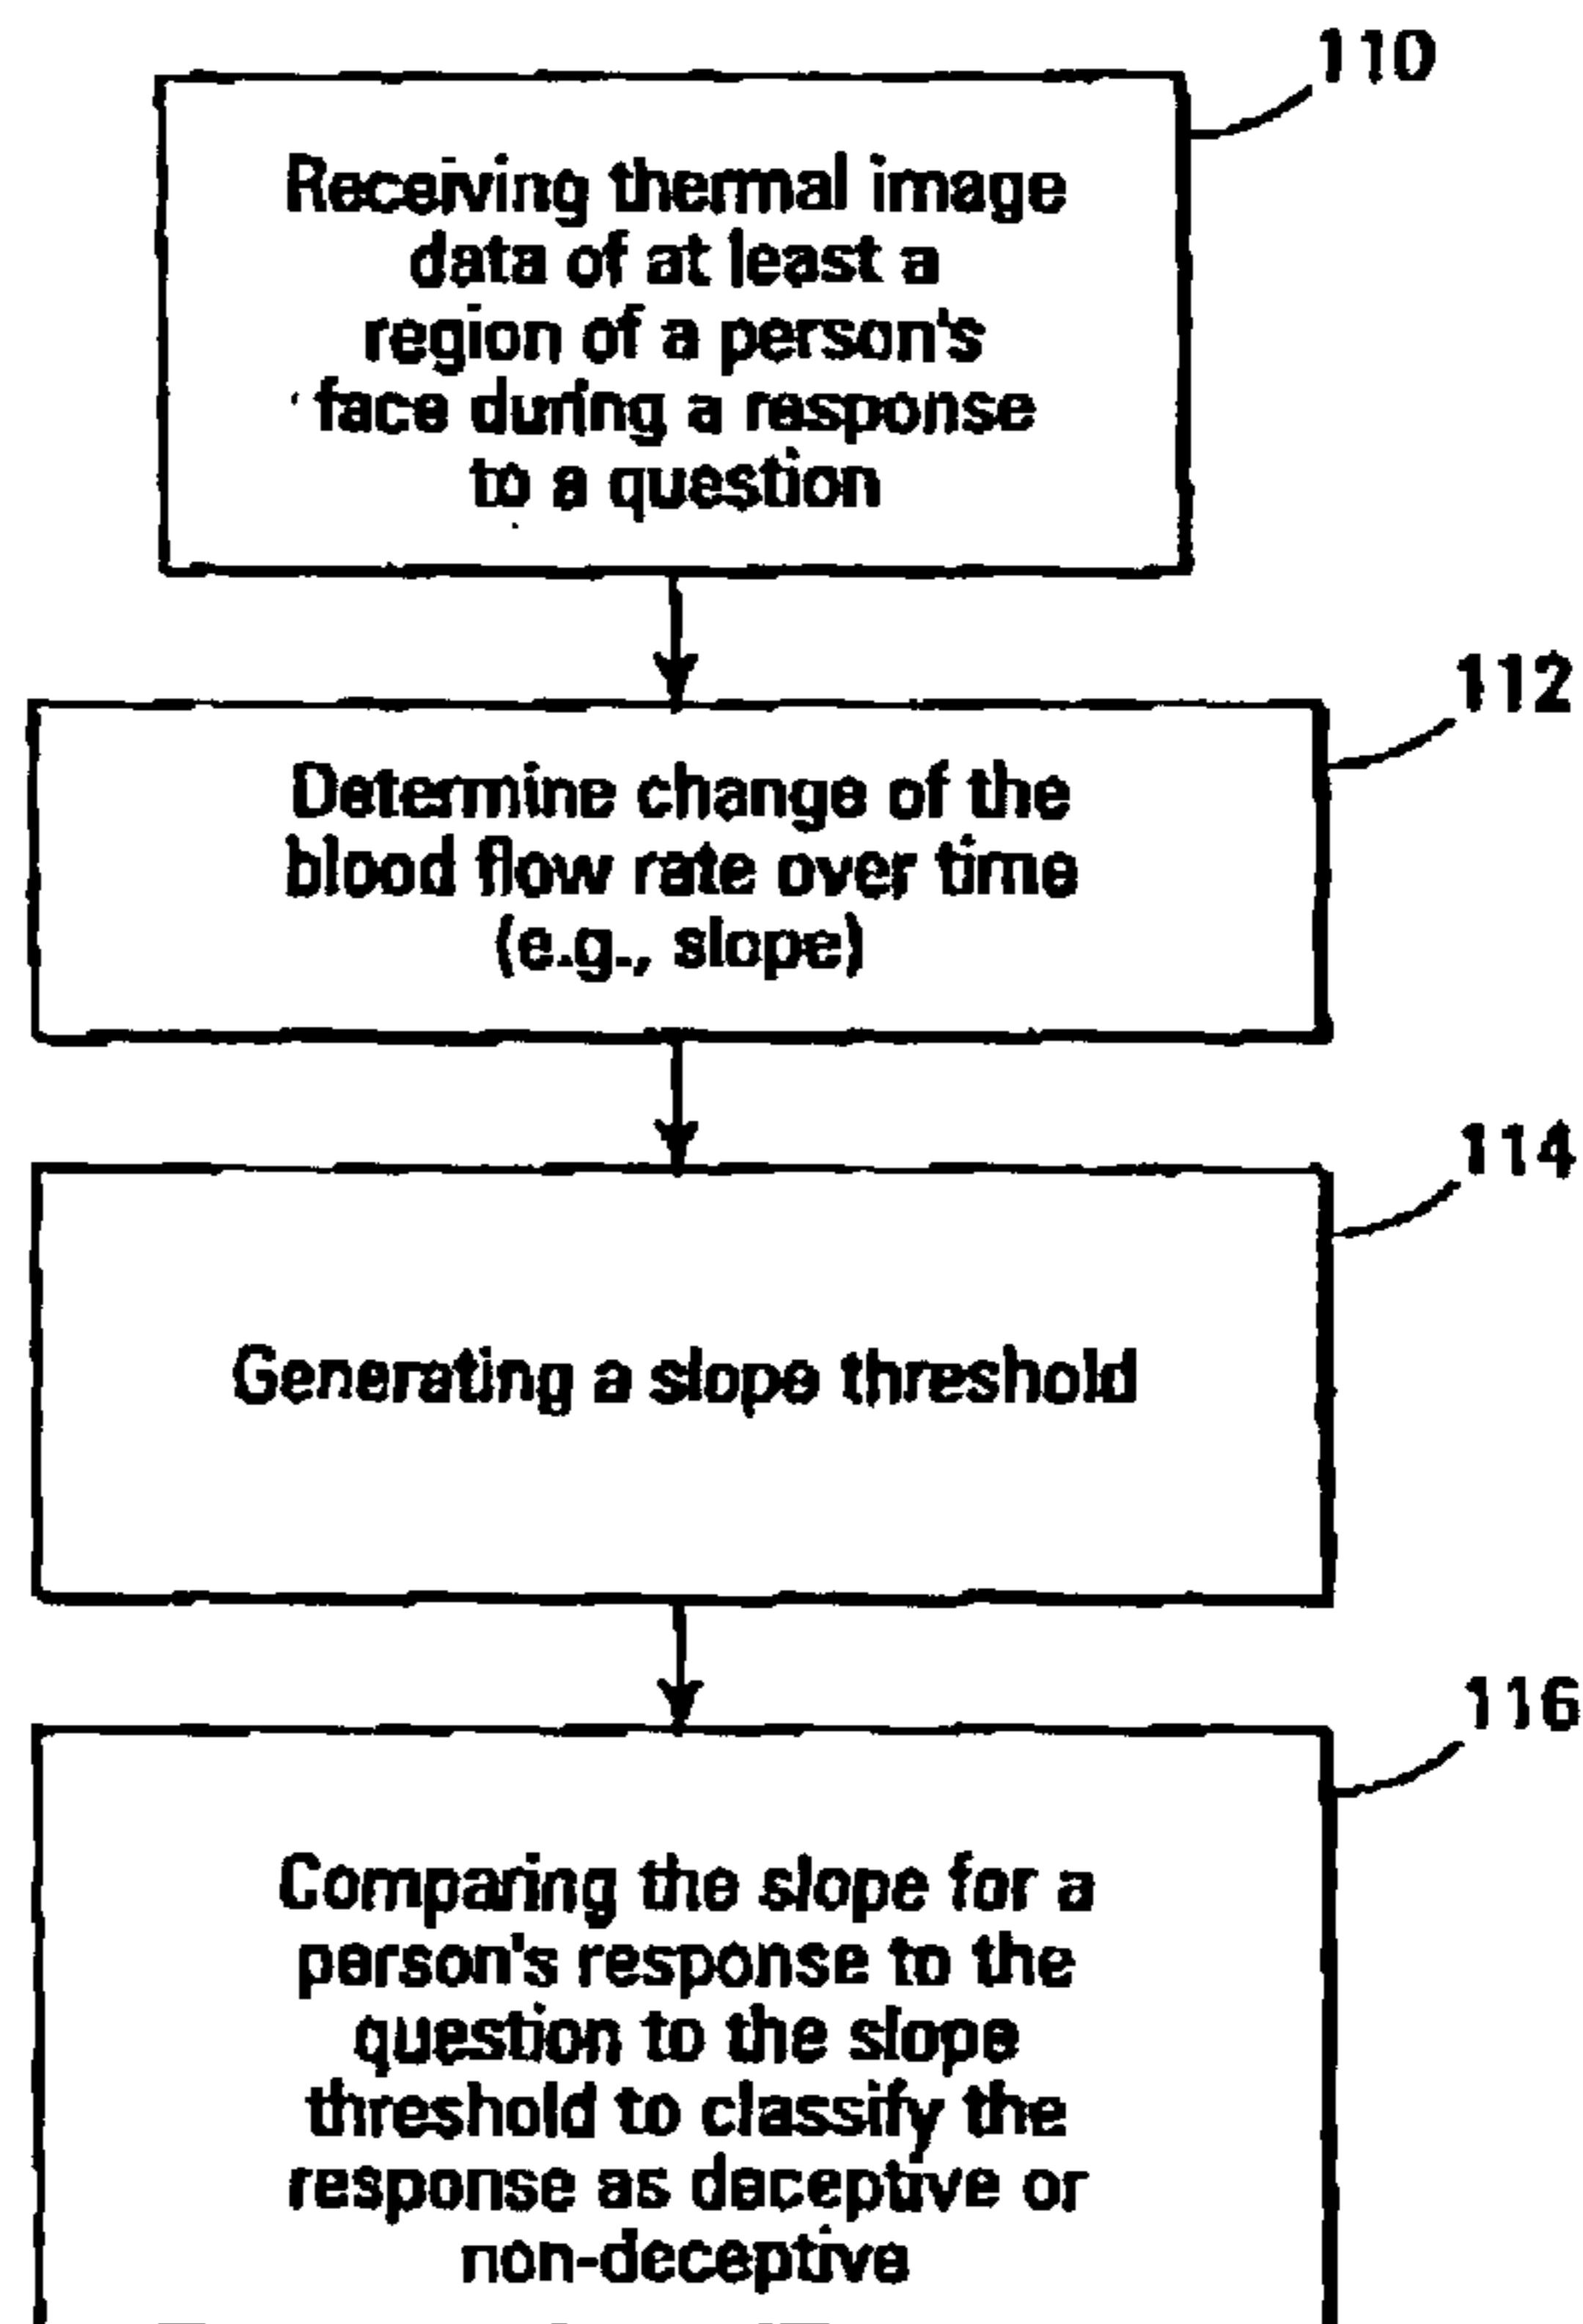 110
Receiving thermal image
data of at least a
region of a person's
face during a response
to a question
112
Determine change of the
blood flow rate over time
(e.g., slope)
114
Generating a slope threshold
116
Comparing the slope for a
person's response to the
question to the slope
threshold to classify the
response as deceptive or
non-deceptive